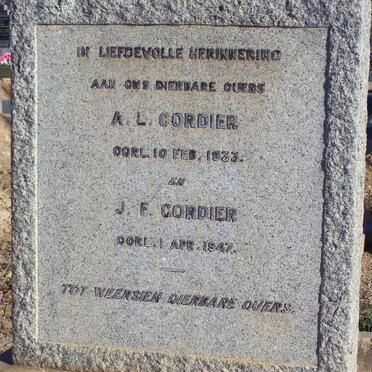 IN LIEFDEVOLLE HERINNERING
AAN ONS DIERBARE OUERS
A. L. CORDIER
OORL. 10 FEB. 1933.
EN
J. F. CORDIER
OORL. 1 APR. 1947.
TOT WEERSIEN DIERBARE OUERS.